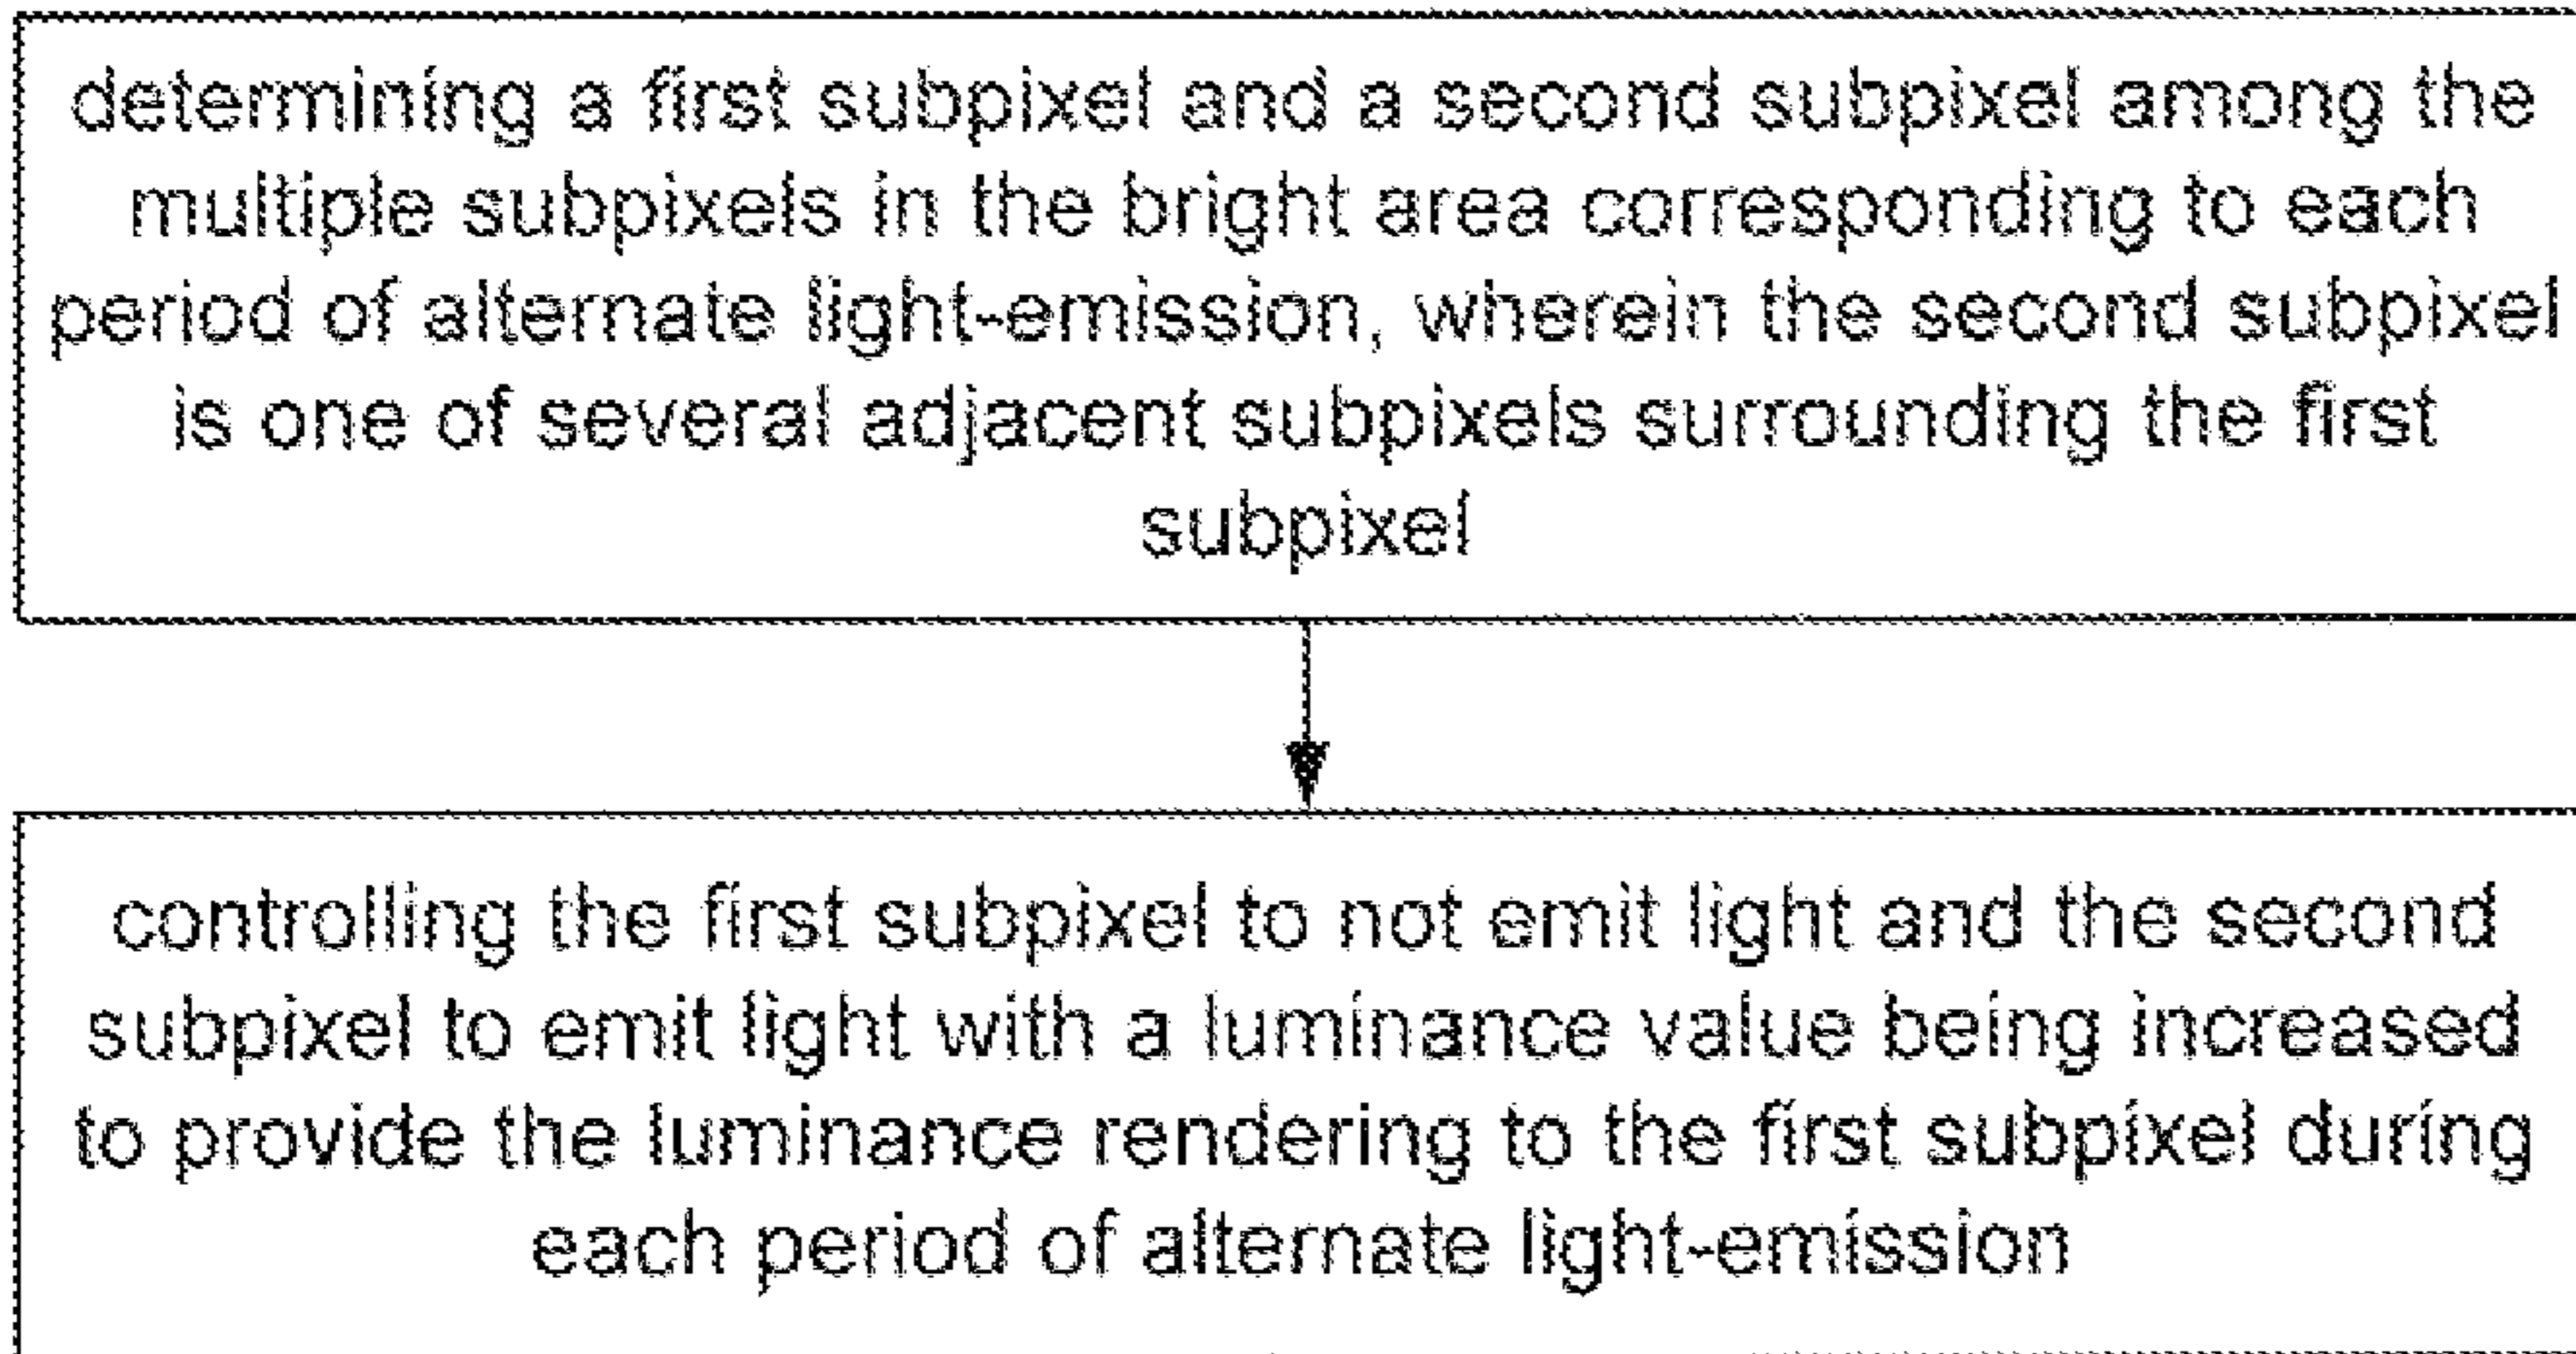 determining a first subpixel and a second subpixel among the
multiple subpixels in the bright area corresponding to each
period of alternate light-emission, wherein the second subpixel
is one of several adjacent subpixels surrounding the first
subpixel
controlling the first subpixel to not emit light and the second
subpixel to emit light with a luminance value being increased
to provide the luminance rendering to the first subpixel during
each period of alternate light-emission